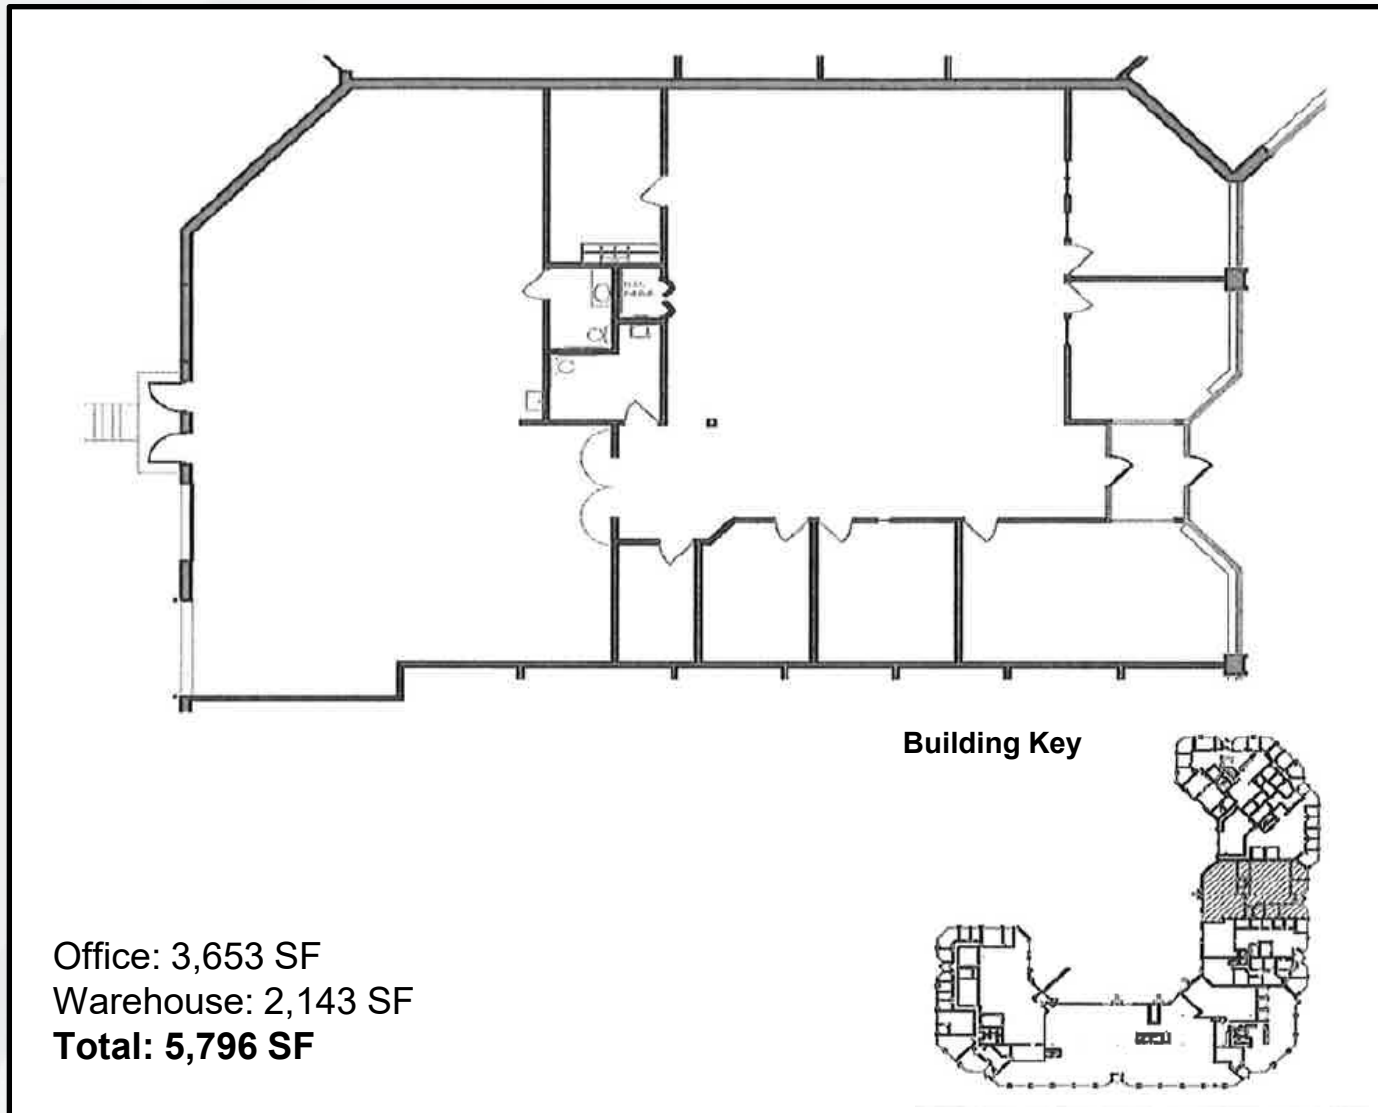 Building Key
Office: 3,653 SF
Warehouse: 2,143 SF
Total: 5,796 SF